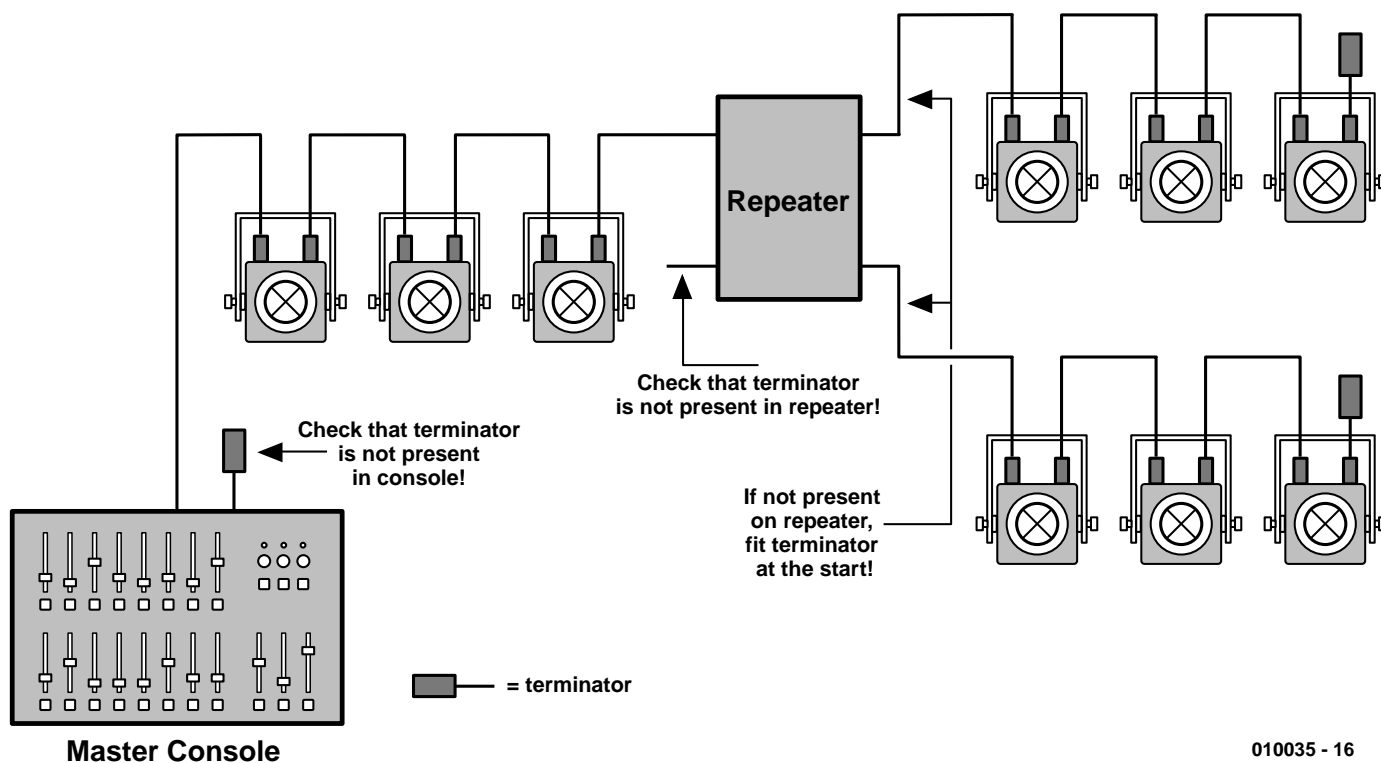 Repeater
Check that terminator
is not present in repeater!
Check that terminator
is not present
in console!
If not present
on repeater,
fit terminator
at the start!
= terminator
Master Console
010035 - 16